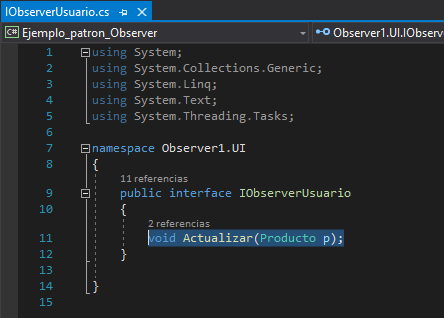 IObserverUsuario.cs
C# Ejemplo_patron_Observer Observer1.UI.IObser
1 using System;
2 using System.Collections.Generic;
3 using System.Linq;
4 using System.Text;
5 using System.Threading.Tasks;
6
7 namespace Observer1.UI
8 {
11 referencias
9 public interface IObserverUsuario
10 {
2 referencias
11 void Actualizar(Producto p);
12 }
13
14 }
15